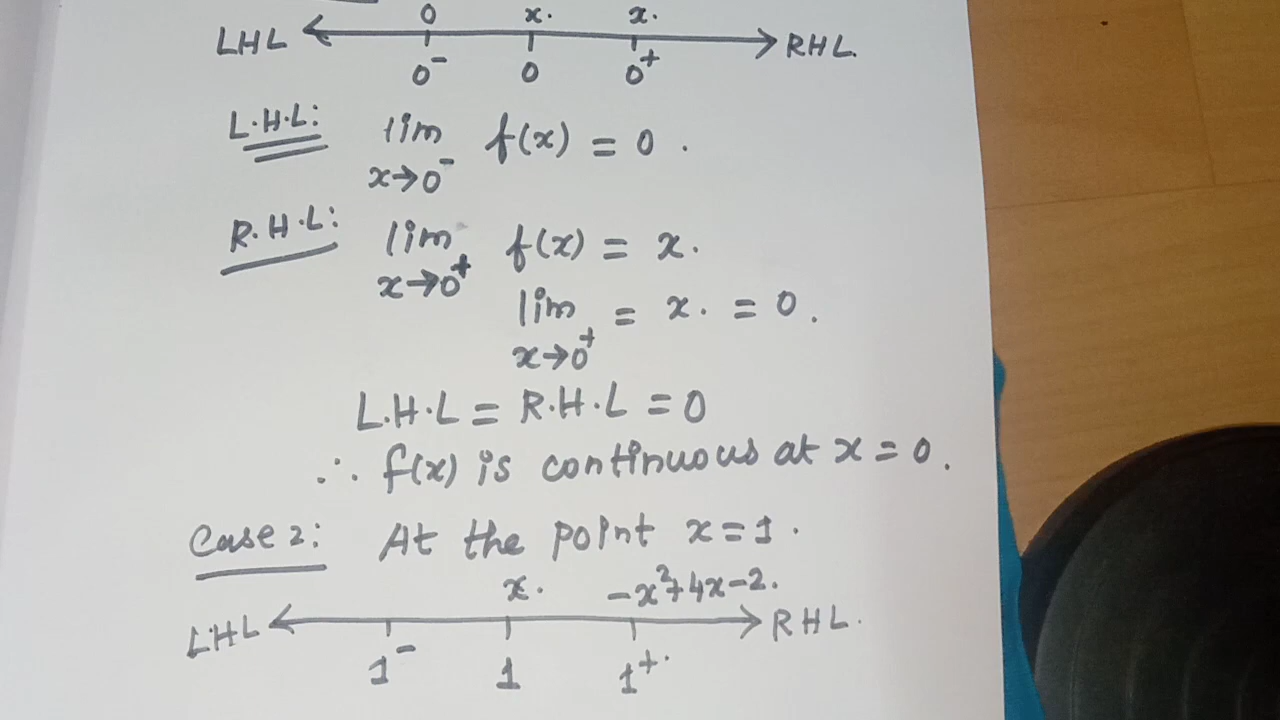 0 x. x.
LHL RHL.
0⁻ 0 0⁺
L.H.L: lim f(x) = 0.
x→0⁻
R.H.L: lim f(x) = x.
x→0⁺
lim = x. = 0.
x→0⁺
L.H.L = R.H.L = 0
∴ f(x) is continuous at x = 0.
Case 2: At the point x = 1.
x. -x²+4x-2.
LHL RHL.
1⁻ 1 1⁺.